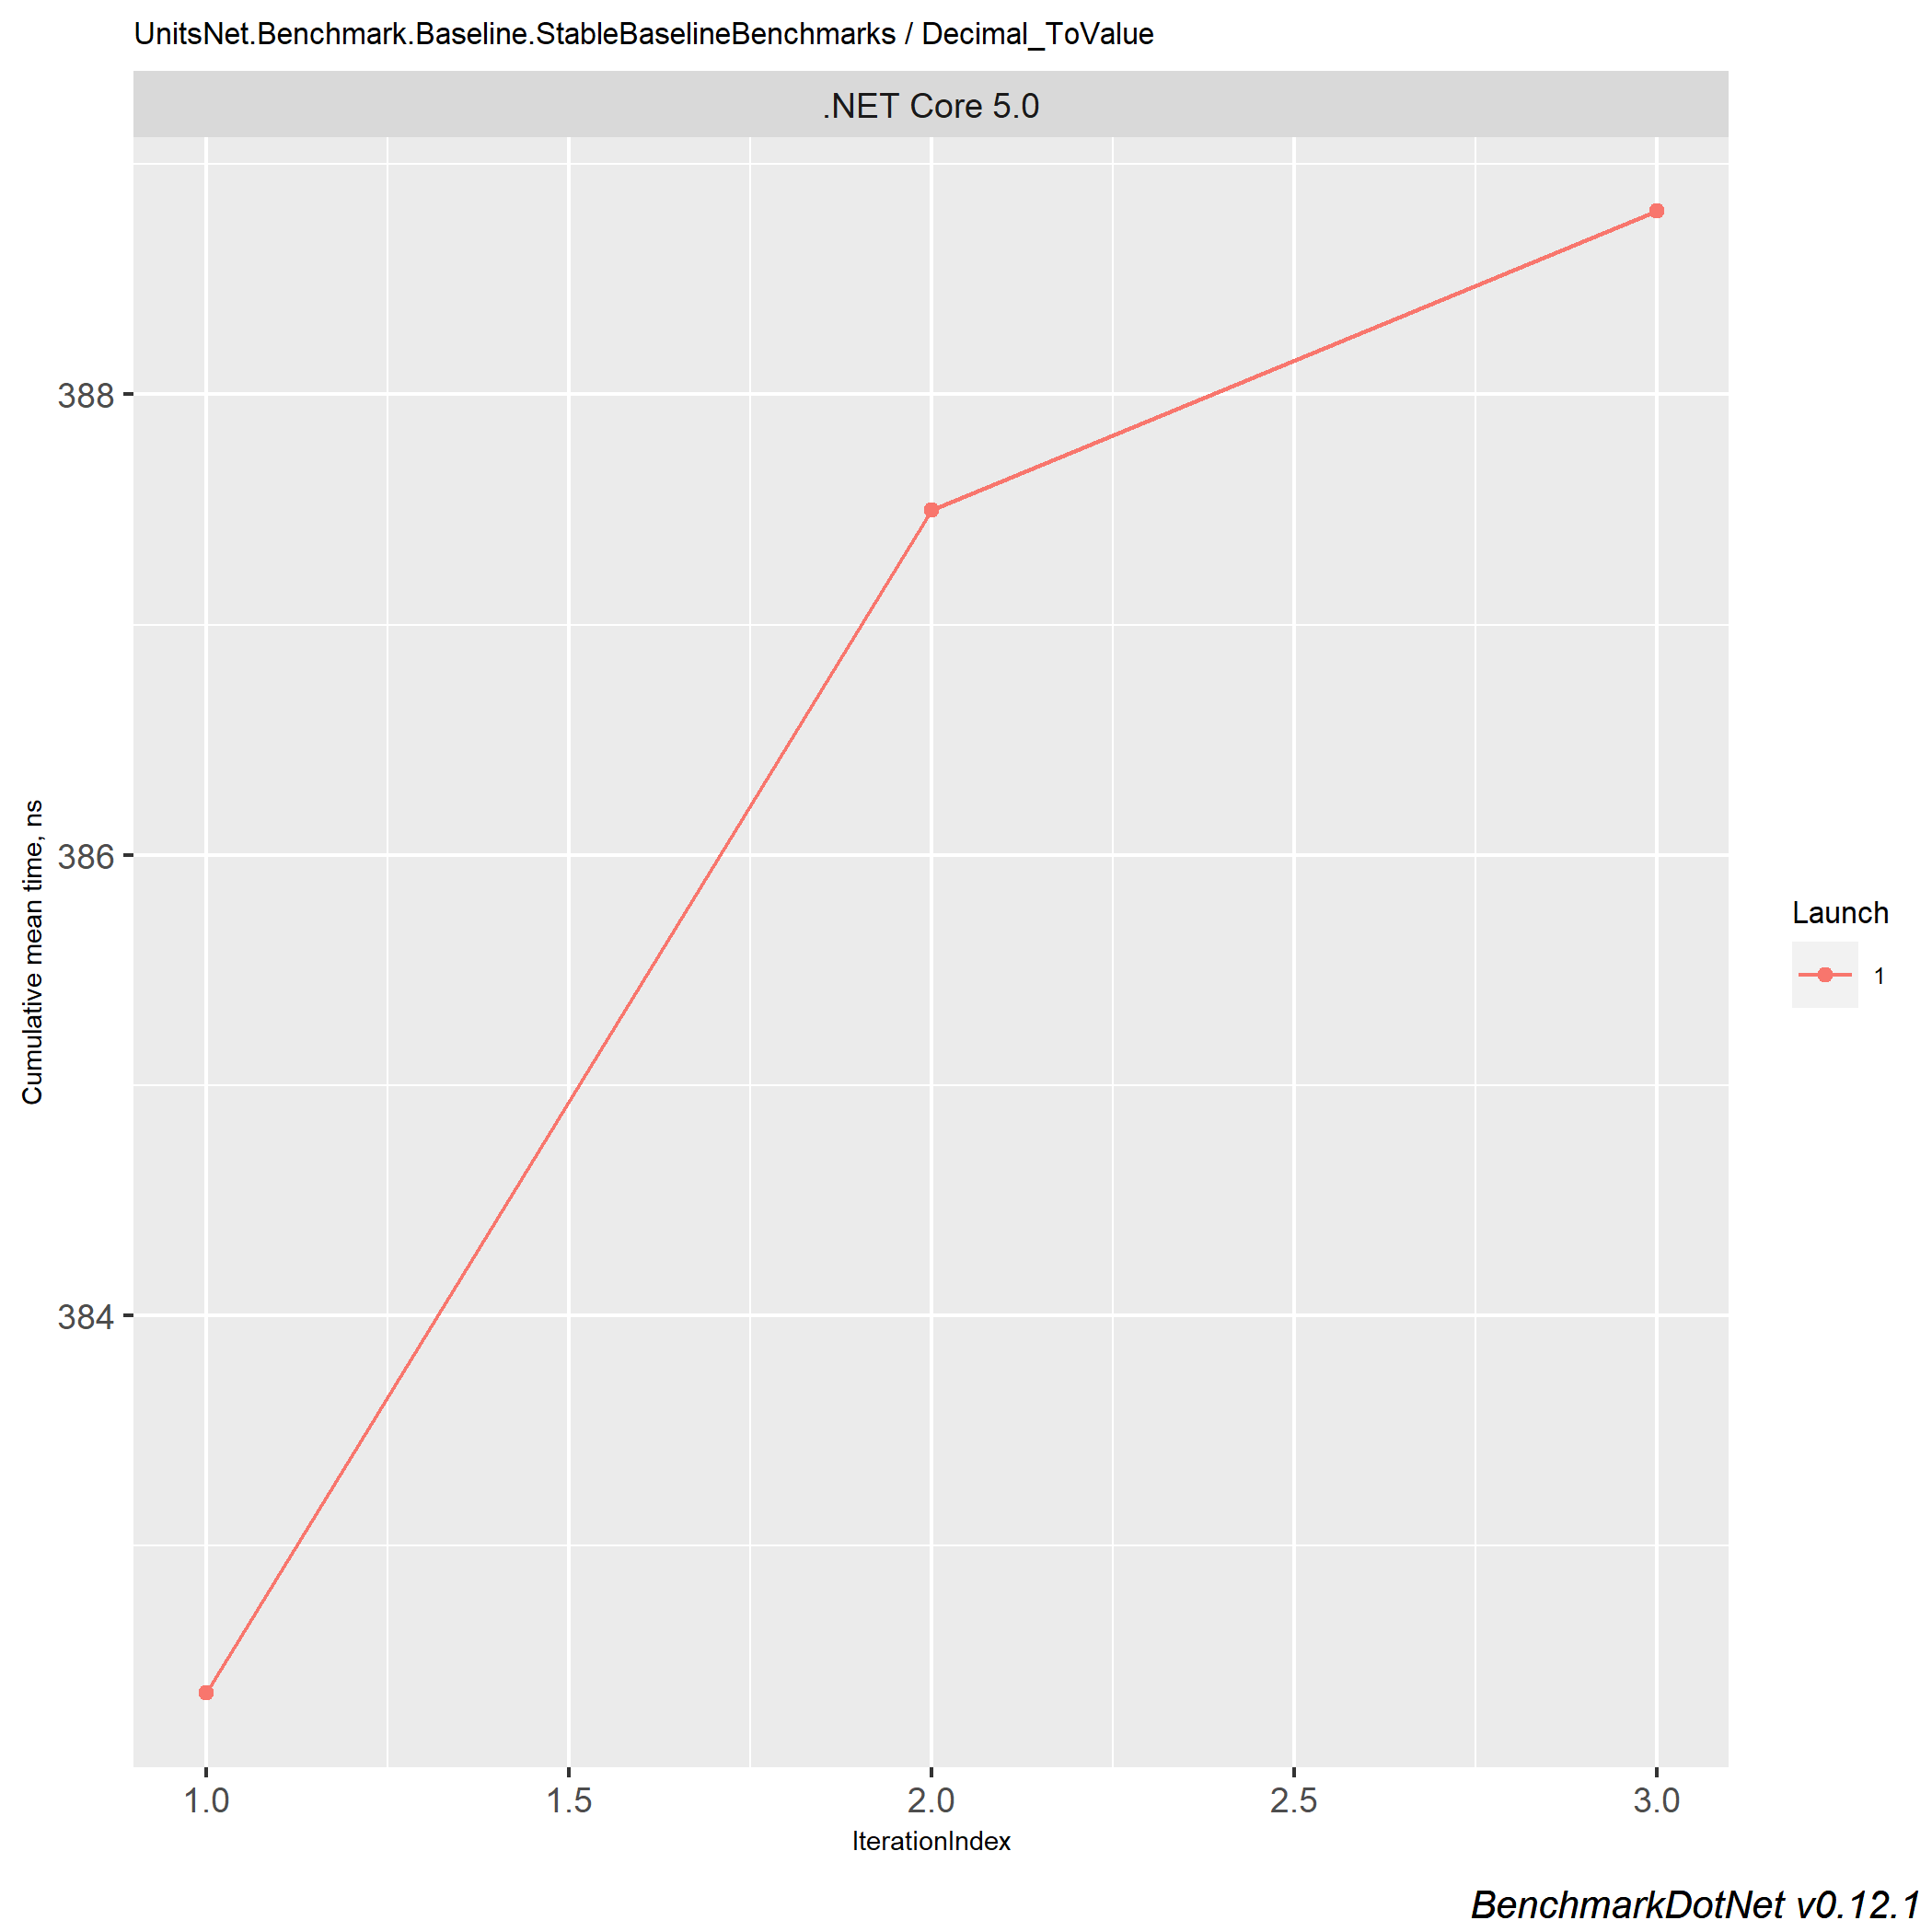 UnitsNet.Benchmark.Baseline.StableBaselineBenchmarks / Decimal_ToValue
.NET Core 5.0
388
386
384
Cumulative mean time, ns
1.0 1.5 2.0 2.5 3.0
IterationIndex
Launch
1
BenchmarkDotNet v0.12.1